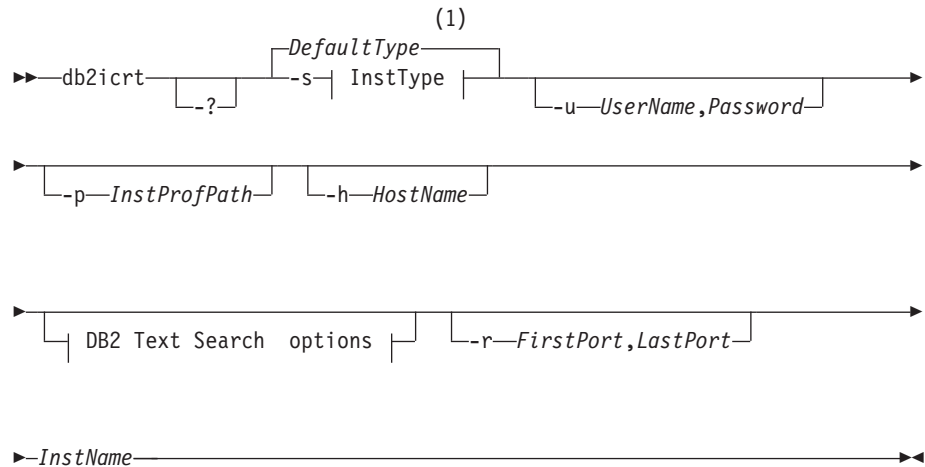 (1)
DefaultType
db2icrt -s InstType
-? -u UserName,Password
-p InstProfPath -h HostName
DB2 Text Search options -r FirstPort,LastPort
InstName